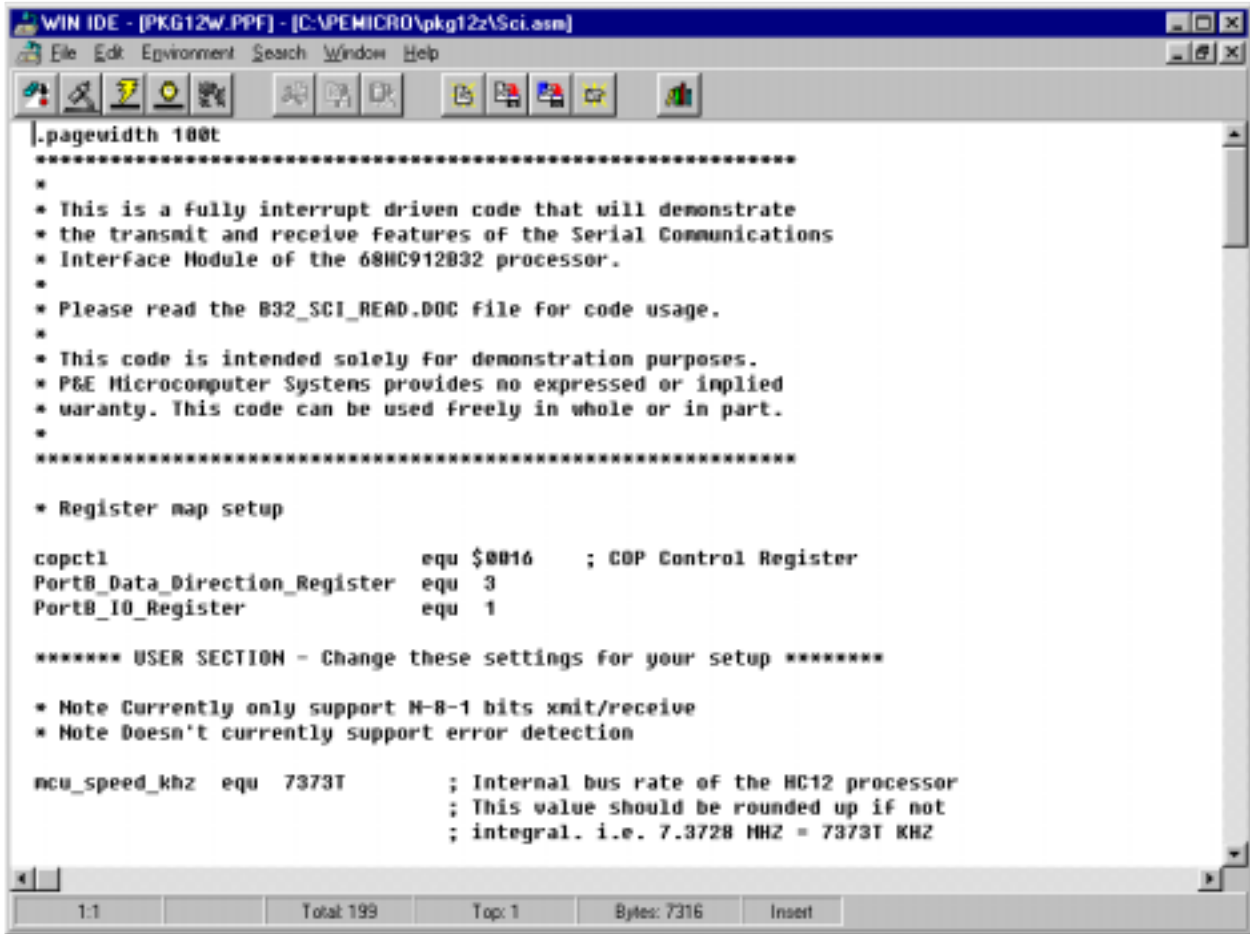 WIN IDE - [PKG12W.PPF] - [C:\PEMICRO\pkg12z\Sci.asm]
File Edit Environment Search Window Help
.pagewidth 100t
*************************************************************
*
* This is a fully interrupt driven code that will demonstrate
* the transmit and receive features of the Serial Communications
* Interface Module of the 68HC912B32 processor.
*
* Please read the B32_SCI_READ.DOC file for code usage.
*
* This code is intended solely for demonstration purposes.
* P&E Microcomputer Systems provides no expressed or implied
* waranty. This code can be used freely in whole or in part.
*
*************************************************************
* Register map setup
copctl equ $0016 ; COP Control Register
PortB_Data_Direction_Register equ 3
PortB_IO_Register equ 1
******* USER SECTION - Change these settings for your setup ********
* Note Currently only support N-8-1 bits xmit/receive
* Note Doesn't currently support error detection
mcu_speed_khz equ 7373T ; Internal bus rate of the HC12 processor
; This value should be rounded up if not
; integral. i.e. 7.3728 MHZ = 7373T KHZ
1:1 Total: 199 Top: 1 Bytes: 7316 Insert